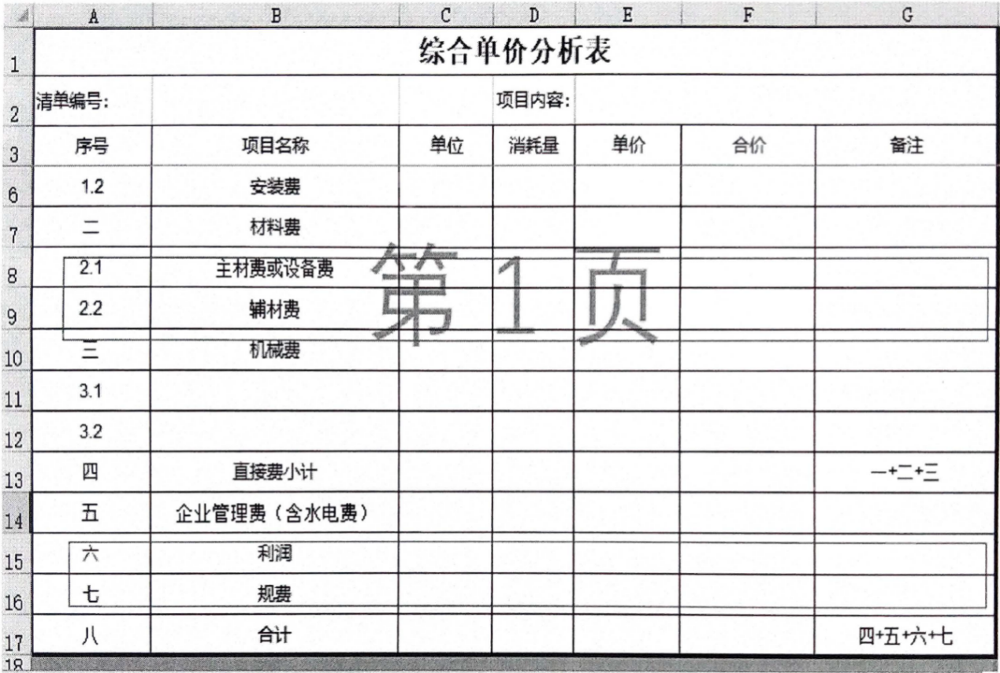 A B C D E F G
1 综合单价分析表
2 清单编号: 项目内容:
3 序号 项目名称 单位 消耗量 单价 合价 备注
6 1.2 安装费
7 二 材料费
8 2.1 主材费或设备费
第1页
9 2.2 辅材费
10 三 机械费
11 3.1
12 3.2
13 四 直接费小计 一+二+三
14 五 企业管理费（含水电费）
15 六 利润
16 七 规费
17 八 合计 四+五+六+七
18